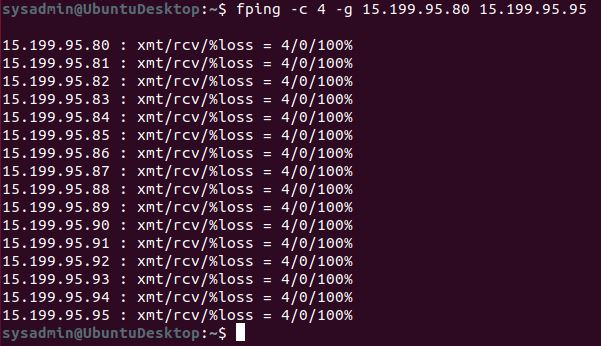 sysadmin@UbuntuDesktop:~$ fping -c 4 -g 15.199.95.80 15.199.95.95
15.199.95.80 : xmt/rcv/%loss = 4/0/100%
15.199.95.81 : xmt/rcv/%loss = 4/0/100%
15.199.95.82 : xmt/rcv/%loss = 4/0/100%
15.199.95.83 : xmt/rcv/%loss = 4/0/100%
15.199.95.84 : xmt/rcv/%loss = 4/0/100%
15.199.95.85 : xmt/rcv/%loss = 4/0/100%
15.199.95.86 : xmt/rcv/%loss = 4/0/100%
15.199.95.87 : xmt/rcv/%loss = 4/0/100%
15.199.95.88 : xmt/rcv/%loss = 4/0/100%
15.199.95.89 : xmt/rcv/%loss = 4/0/100%
15.199.95.90 : xmt/rcv/%loss = 4/0/100%
15.199.95.91 : xmt/rcv/%loss = 4/0/100%
15.199.95.92 : xmt/rcv/%loss = 4/0/100%
15.199.95.93 : xmt/rcv/%loss = 4/0/100%
15.199.95.94 : xmt/rcv/%loss = 4/0/100%
15.199.95.95 : xmt/rcv/%loss = 4/0/100%
sysadmin@UbuntuDesktop:~$